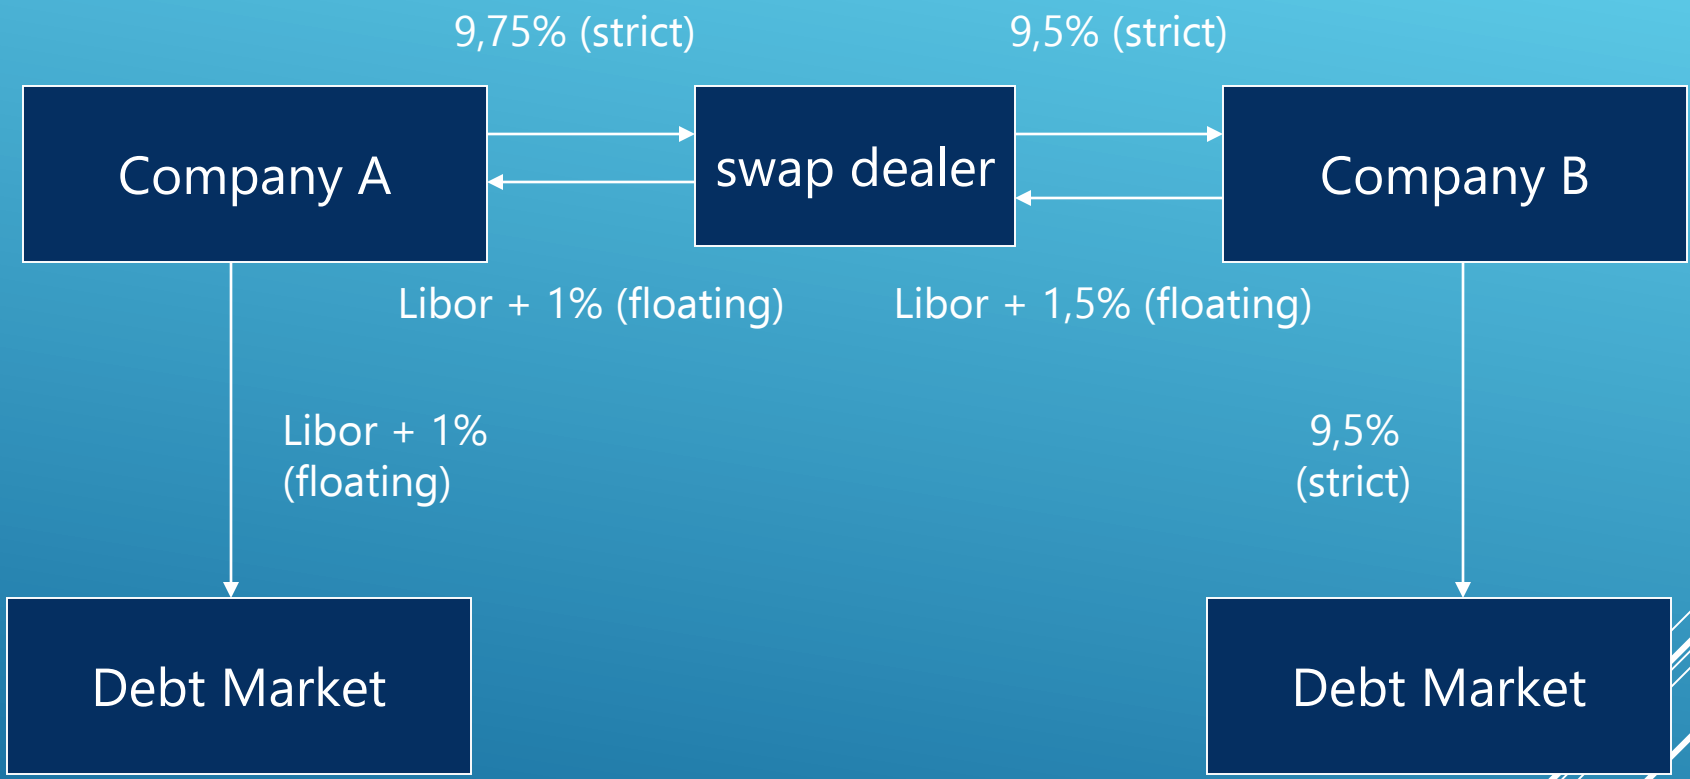 9,75% (strict)
9,5% (strict)
Company A
swap dealer
Company B
Libor + 1% (floating)
Libor + 1,5% (floating)
Libor + 1%
(floating)
9,5%
(strict)
Debt Market
Debt Market